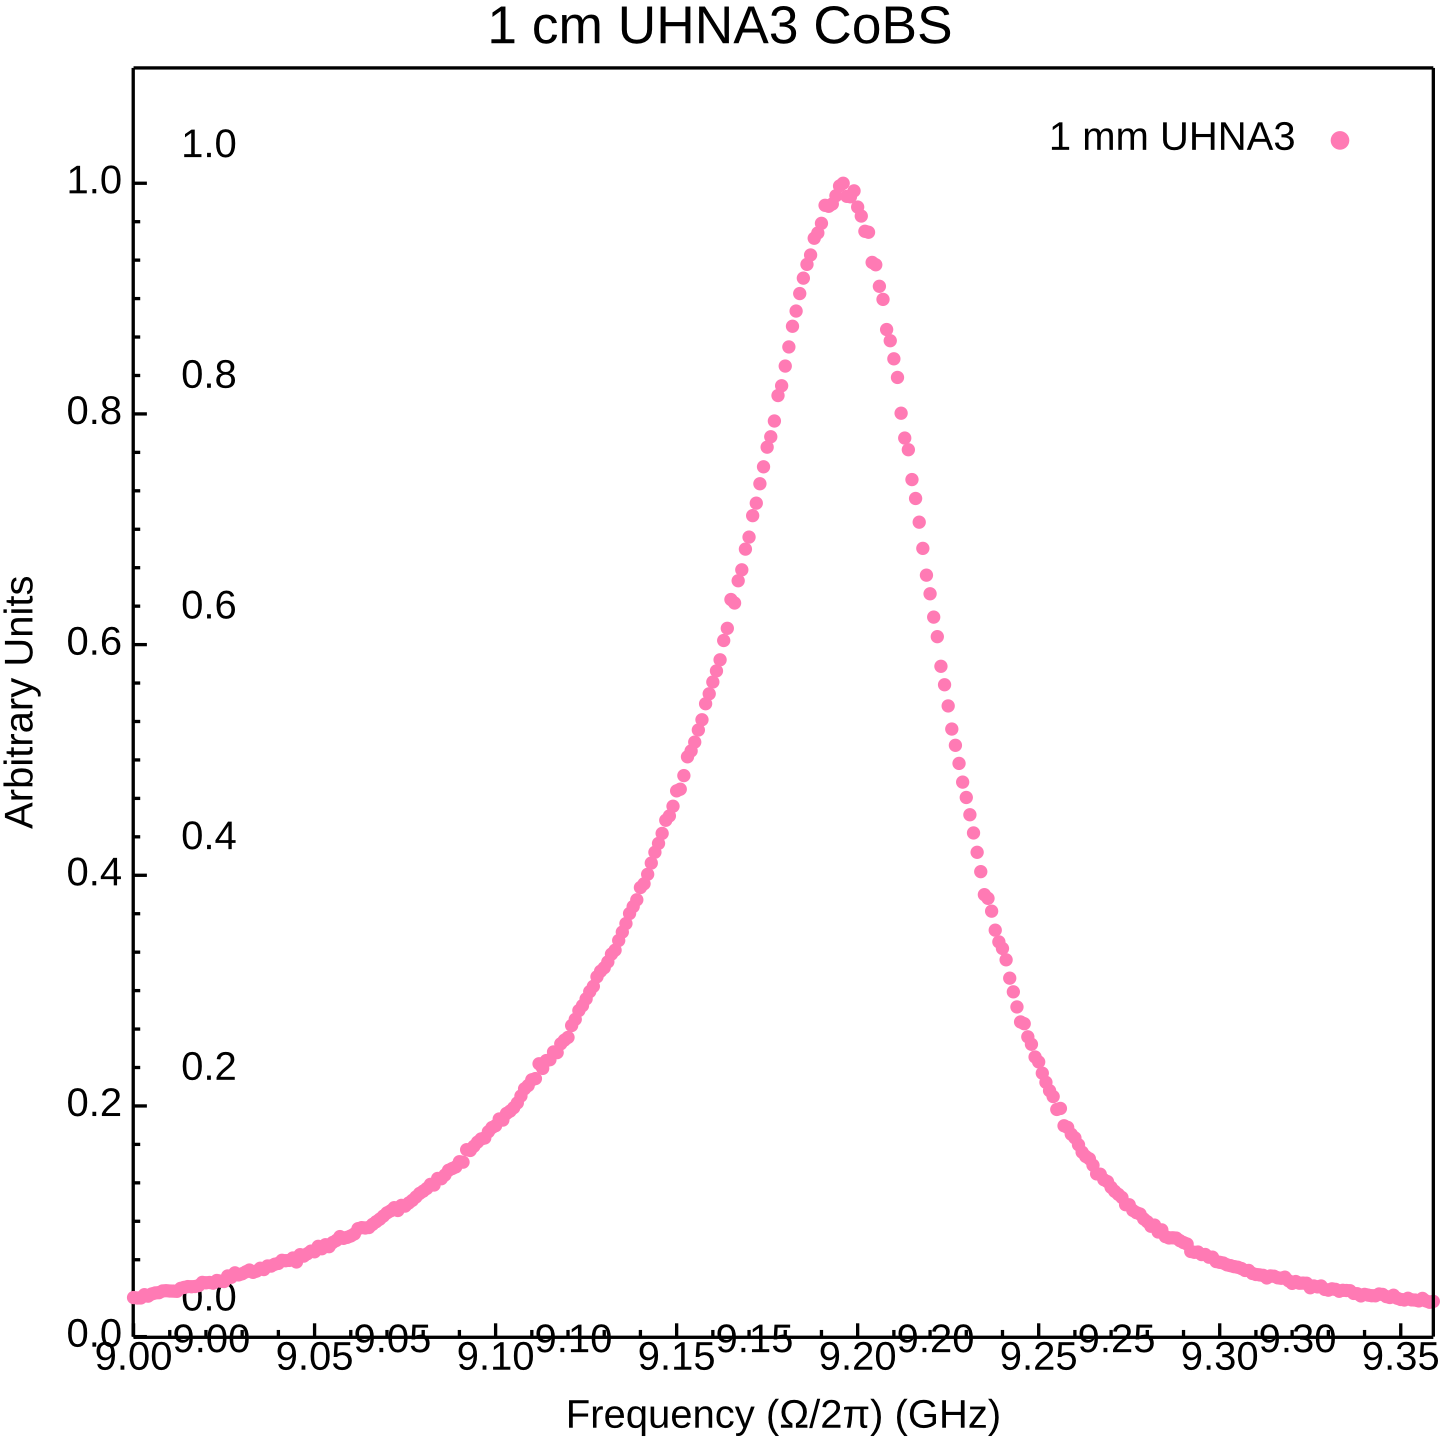 1 cm UHNA3 CoBS
1 mm UHNA3
1.0
1.0
0.8
0.8
0.6
0.6
0.4
0.4
0.2
0.2
0.0
0.0
Arbitrary Units
9.00 9.05 9.10 9.15 9.20 9.25 9.30
9.00 9.05 9.10 9.15 9.20 9.25 9.30 9.35
Frequency (Ω/2π) (GHz)